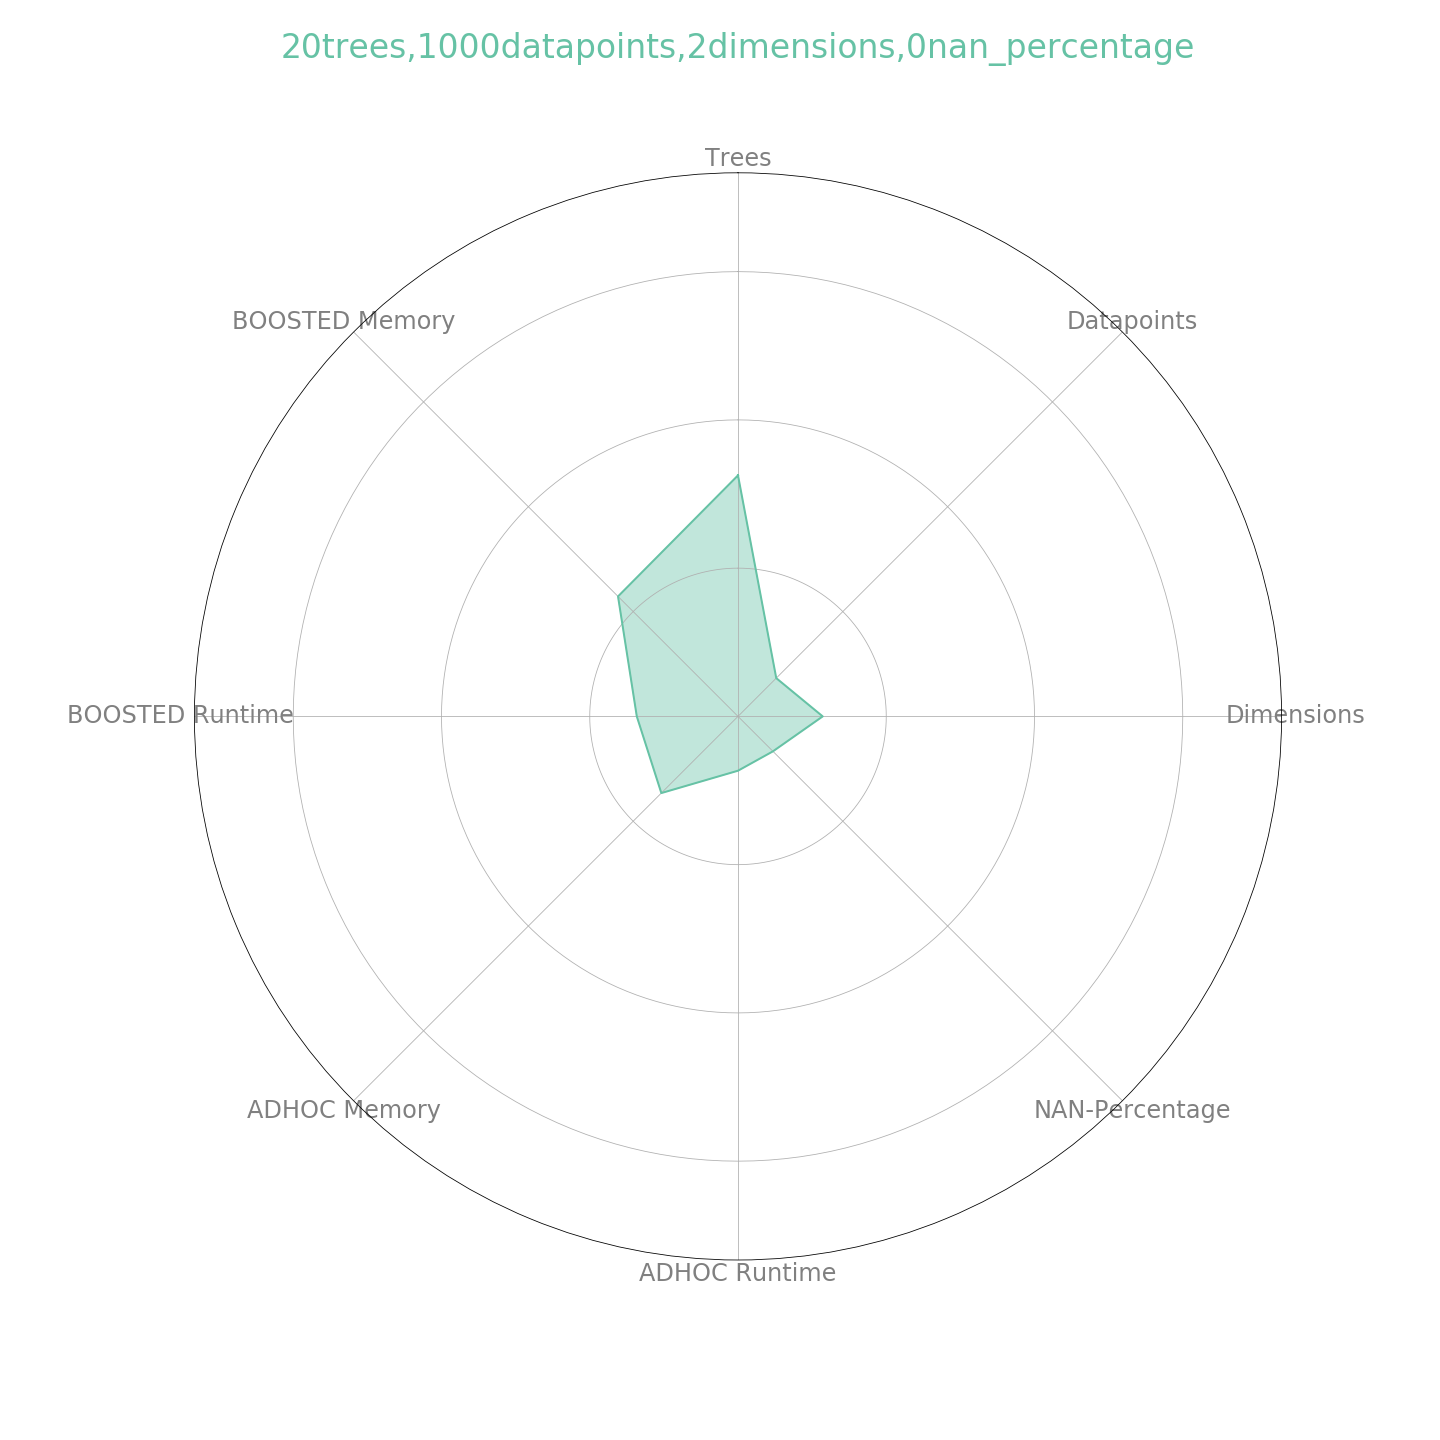 20trees,1000datapoints,2dimensions,0nan_percentage
Trees
BOOSTED Memory
Datapoints
BOOSTED Runtime
Dimensions
ADHOC Memory
NAN-Percentage
ADHOC Runtime